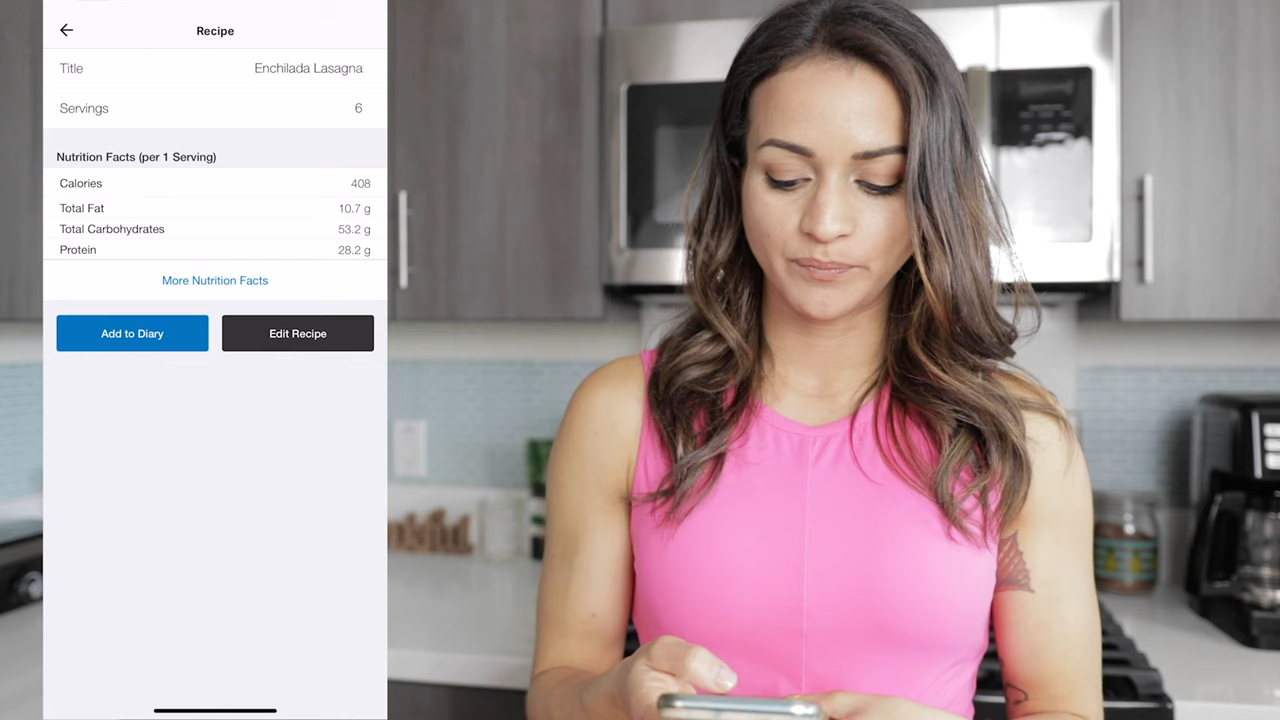 Recipe
Title Enchilada Lasagna
Servings 6
Nutrition Facts (per 1 Serving)
Calories 408
Total Fat 10.7 g
Total Carbohydrates 53.2 g
Protein 28.2 g
More Nutrition Facts
Add to Diary Edit Recipe